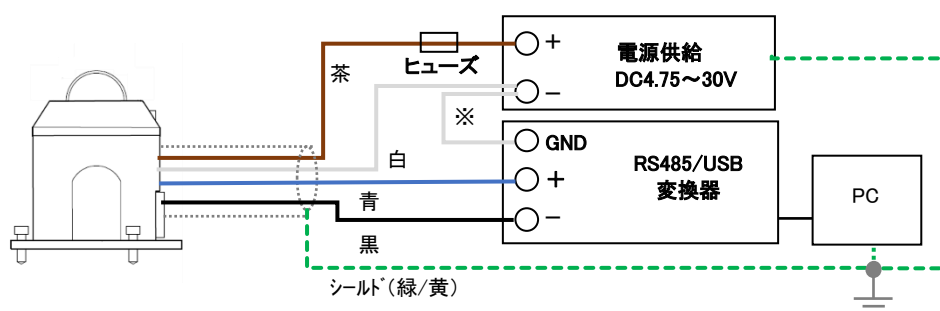 +
電源供給
DC4.75～30V
ヒューズ
茶
－
※
GND
白
RS485/USB
変換器
+
PC
青
－
黒
シールド(緑/黄)